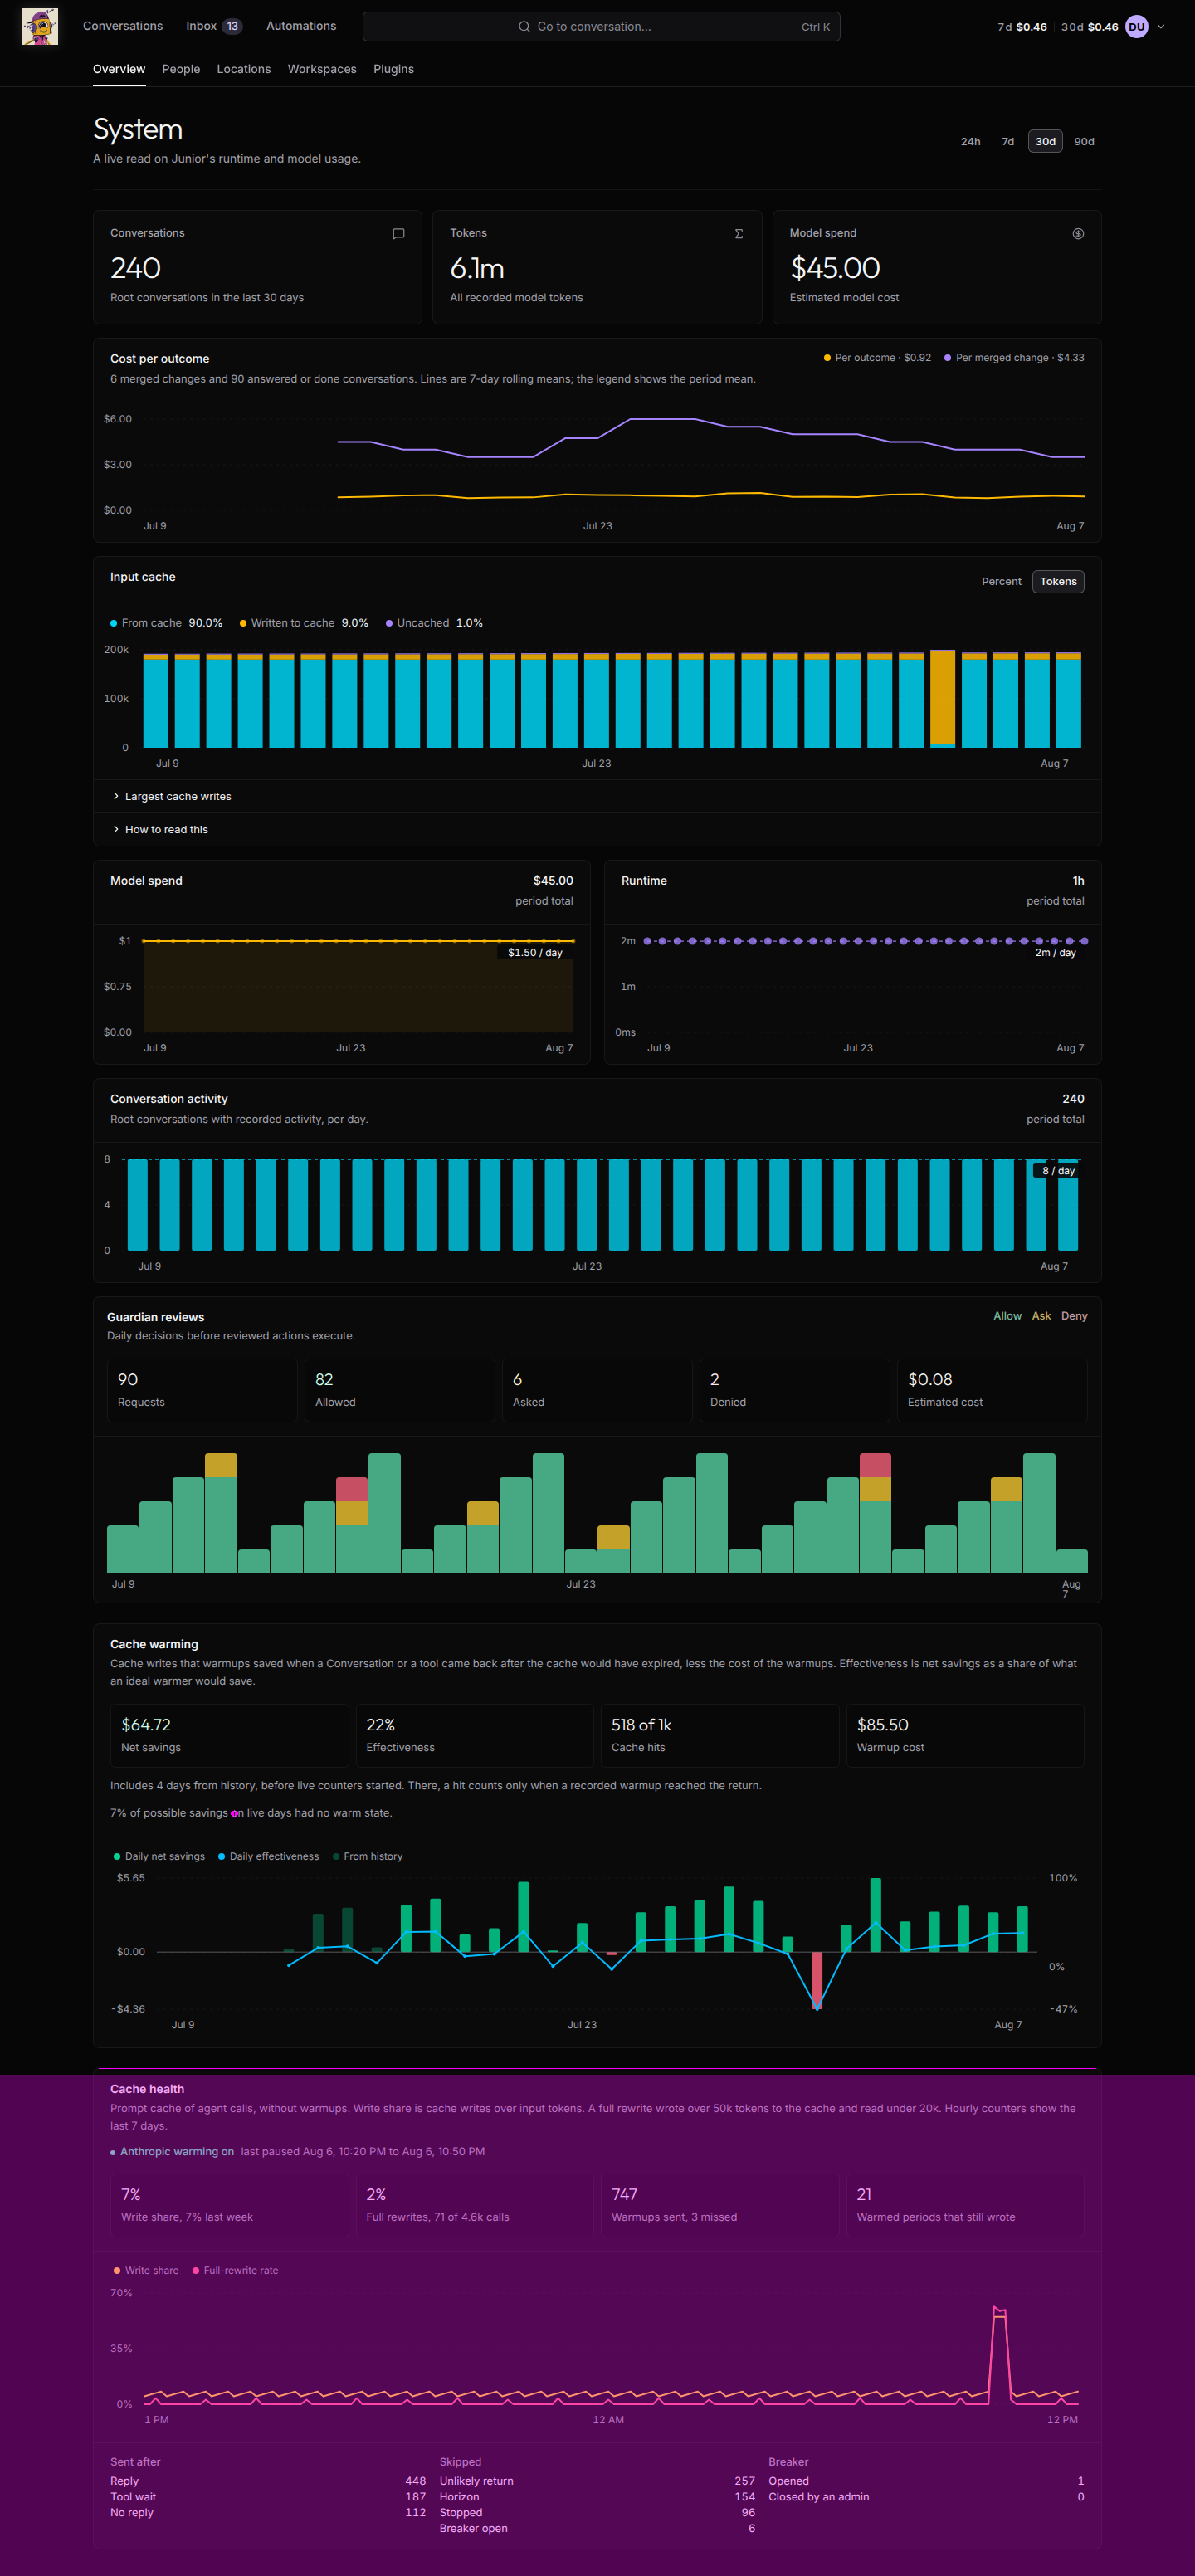 Conversations
Inbox 13
Automations
Go to conversation...
Ctrl K
7d $0.46
30d $0.46
DU
Overview
People
Locations
Workspaces
Plugins
System
A live read on Junior's runtime and model usage.
24h
7d
30d
90d
Conversations
240
Root conversations in the last 30 days
Tokens
6.1m
All recorded model tokens
Model spend
$45.00
Estimated model cost
Cost per outcome
Per outcome · $0.92
Per merged change · $4.33
6 merged changes and 90 answered or done conversations. Lines are 7-day rolling means; the legend shows the period mean.
$6.00
$3.00
$0.00
Jul 9
Jul 23
Aug 7
Input cache
Percent
Tokens
From cache 90.0%
Written to cache 9.0%
Uncached 1.0%
200k
100k
0
Jul 9
Jul 23
Aug 7
Largest cache writes
How to read this
Model spend
$45.00
period total
$1
$1.50 / day
$0.75
$0.00
Jul 9
Jul 23
Aug 7
Runtime
1h
period total
2m
2m / day
1m
0ms
Jul 9
Jul 23
Aug 7
Conversation activity
240
Root conversations with recorded activity, per day.
period total
8
8 / day
4
0
Jul 9
Jul 23
Aug 7
Guardian reviews
Allow
Ask
Deny
Daily decisions before reviewed actions execute.
90
Requests
82
Allowed
6
Asked
2
Denied
$0.08
Estimated cost
Jul 9
Jul 23
Aug
7
Cache warming
Cache writes that warmups saved when a Conversation or a tool came back after the cache would have expired, less the cost of the warmups. Effectiveness is net savings as a share of what
an ideal warmer would save.
$64.72
Net savings
22%
Effectiveness
518 of 1k
Cache hits
$85.50
Warmup cost
Includes 4 days from history, before live counters started. There, a hit counts only when a recorded warmup reached the return.
7% of possible savings on live days had no warm state.
Daily net savings
Daily effectiveness
From history
$5.65
100%
$0.00
0%
-$4.36
-47%
Jul 9
Jul 23
Aug 7
Cache health
Prompt cache of agent calls, without warmups. Write share is cache writes over input tokens. A full rewrite wrote over 50k tokens to the cache and read under 20k. Hourly counters show the
last 7 days.
Anthropic warming on last paused Aug 6, 10:20 PM to Aug 6, 10:50 PM
7%
Write share, 7% last week
2%
Full rewrites, 71 of 4.6k calls
747
Warmups sent, 3 missed
21
Warmed periods that still wrote
Write share
Full-rewrite rate
70%
35%
0%
1 PM
12 AM
12 PM
Sent after
Reply 448
Tool wait 187
No reply 112
Skipped
Unlikely return 257
Horizon 154
Stopped 96
Breaker open 6
Breaker
Opened 1
Closed by an admin 0